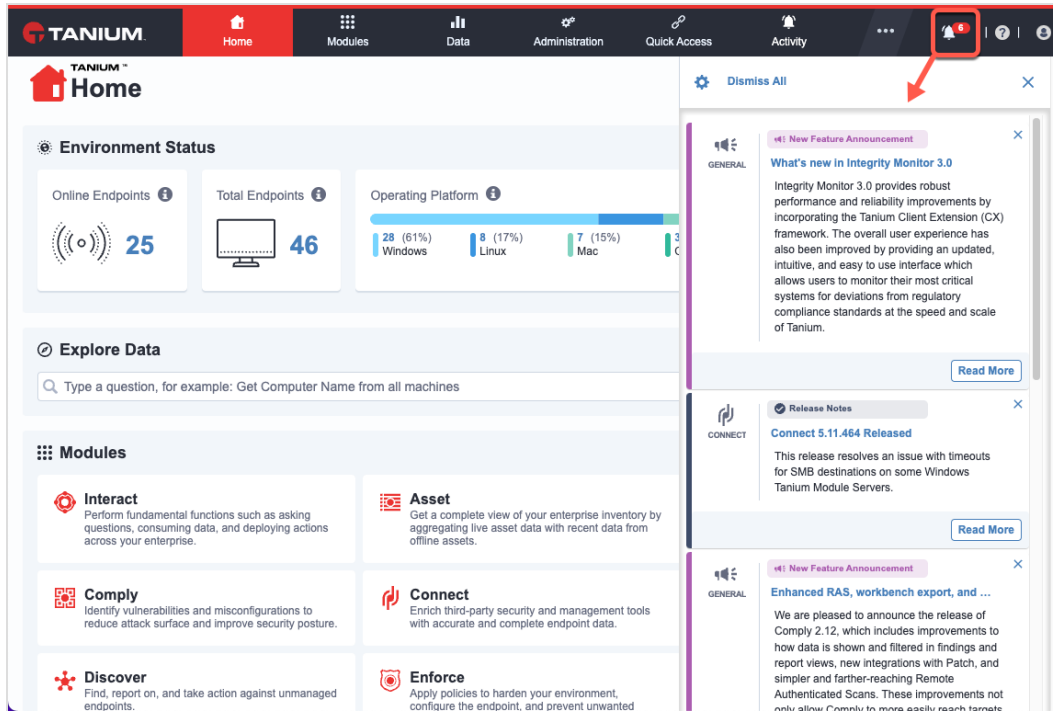 TANIUM
Home
Modules
Data
Administration
Quick Access
Activity
6
TANIUM ™
Home
Dismiss All
Environment Status
Online Endpoints
25
Total Endpoints
46
Operating Platform
28 (61%)
Windows
8 (17%)
Linux
7 (15%)
Mac
3
Explore Data
Type a question, for example: Get Computer Name from all machines
Modules
Interact
Perform fundamental functions such as asking
questions, consuming data, and deploying actions
across your enterprise.
Asset
Get a complete view of your enterprise inventory by
aggregating live asset data with recent data from
offline assets.
Comply
Identify vulnerabilities and misconfigurations to
reduce attack surface and improve security posture.
Connect
Enrich third-party security and management tools
with accurate and complete endpoint data.
Discover
Find, report on, and take action against unmanaged
endpoints.
Enforce
Apply policies to harden your environment,
configure the endpoint, and prevent unwanted
GENERAL
New Feature Announcement
What's new in Integrity Monitor 3.0
Integrity Monitor 3.0 provides robust
performance and reliability improvements by
incorporating the Tanium Client Extension (CX)
framework. The overall user experience has
also been improved by providing an updated,
intuitive, and easy to use interface which
allows users to monitor their most critical
systems for deviations from regulatory
compliance standards at the speed and scale
of Tanium.
Read More
CONNECT
Release Notes
Connect 5.11.464 Released
This release resolves an issue with timeouts
for SMB destinations on some Windows
Tanium Module Servers.
Read More
GENERAL
New Feature Announcement
Enhanced RAS, workbench export, and ...
We are pleased to announce the release of
Comply 2.12, which includes improvements to
how data is shown and filtered in findings and
report views, new integrations with Patch, and
simpler and farther-reaching Remote
Authenticated Scans. These improvements not
only allow Comply to more easily reach targets